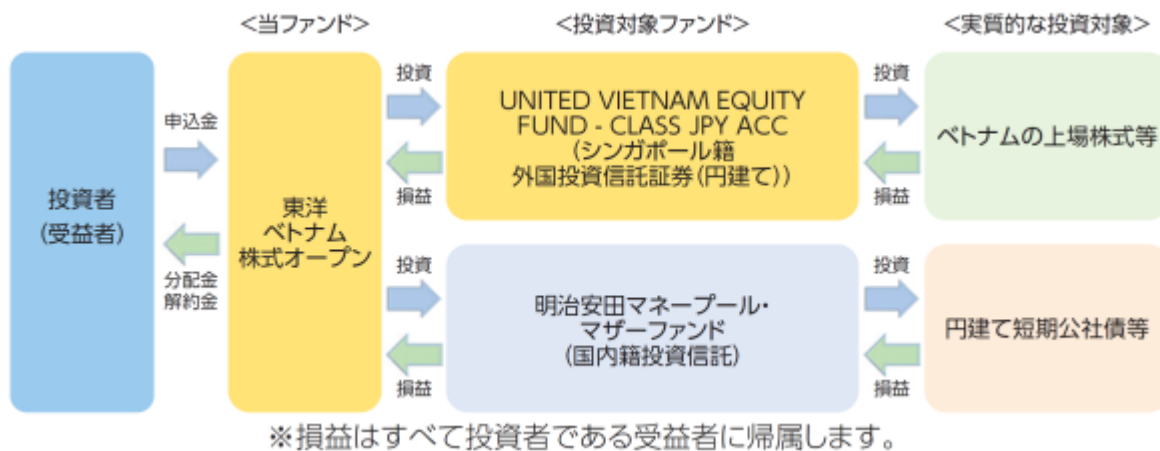 <当ファンド>
<投資対象ファンド>
<実質的な投資対象>
投資者
(受益者)
申込金
分配金
解約金
東洋
ベトナム
株式オープン
投資
損益
UNITED VIETNAM EQUITY
FUND - CLASS JPY ACC
(シンガポール籍
外国投資信託証券(円建て))
投資
損益
ベトナムの上場株式等
投資
損益
明治安田マネープール・
マザーファンド
(国内籍投資信託)
投資
損益
円建て短期公社債等
※損益はすべて投資者である受益者に帰属します。